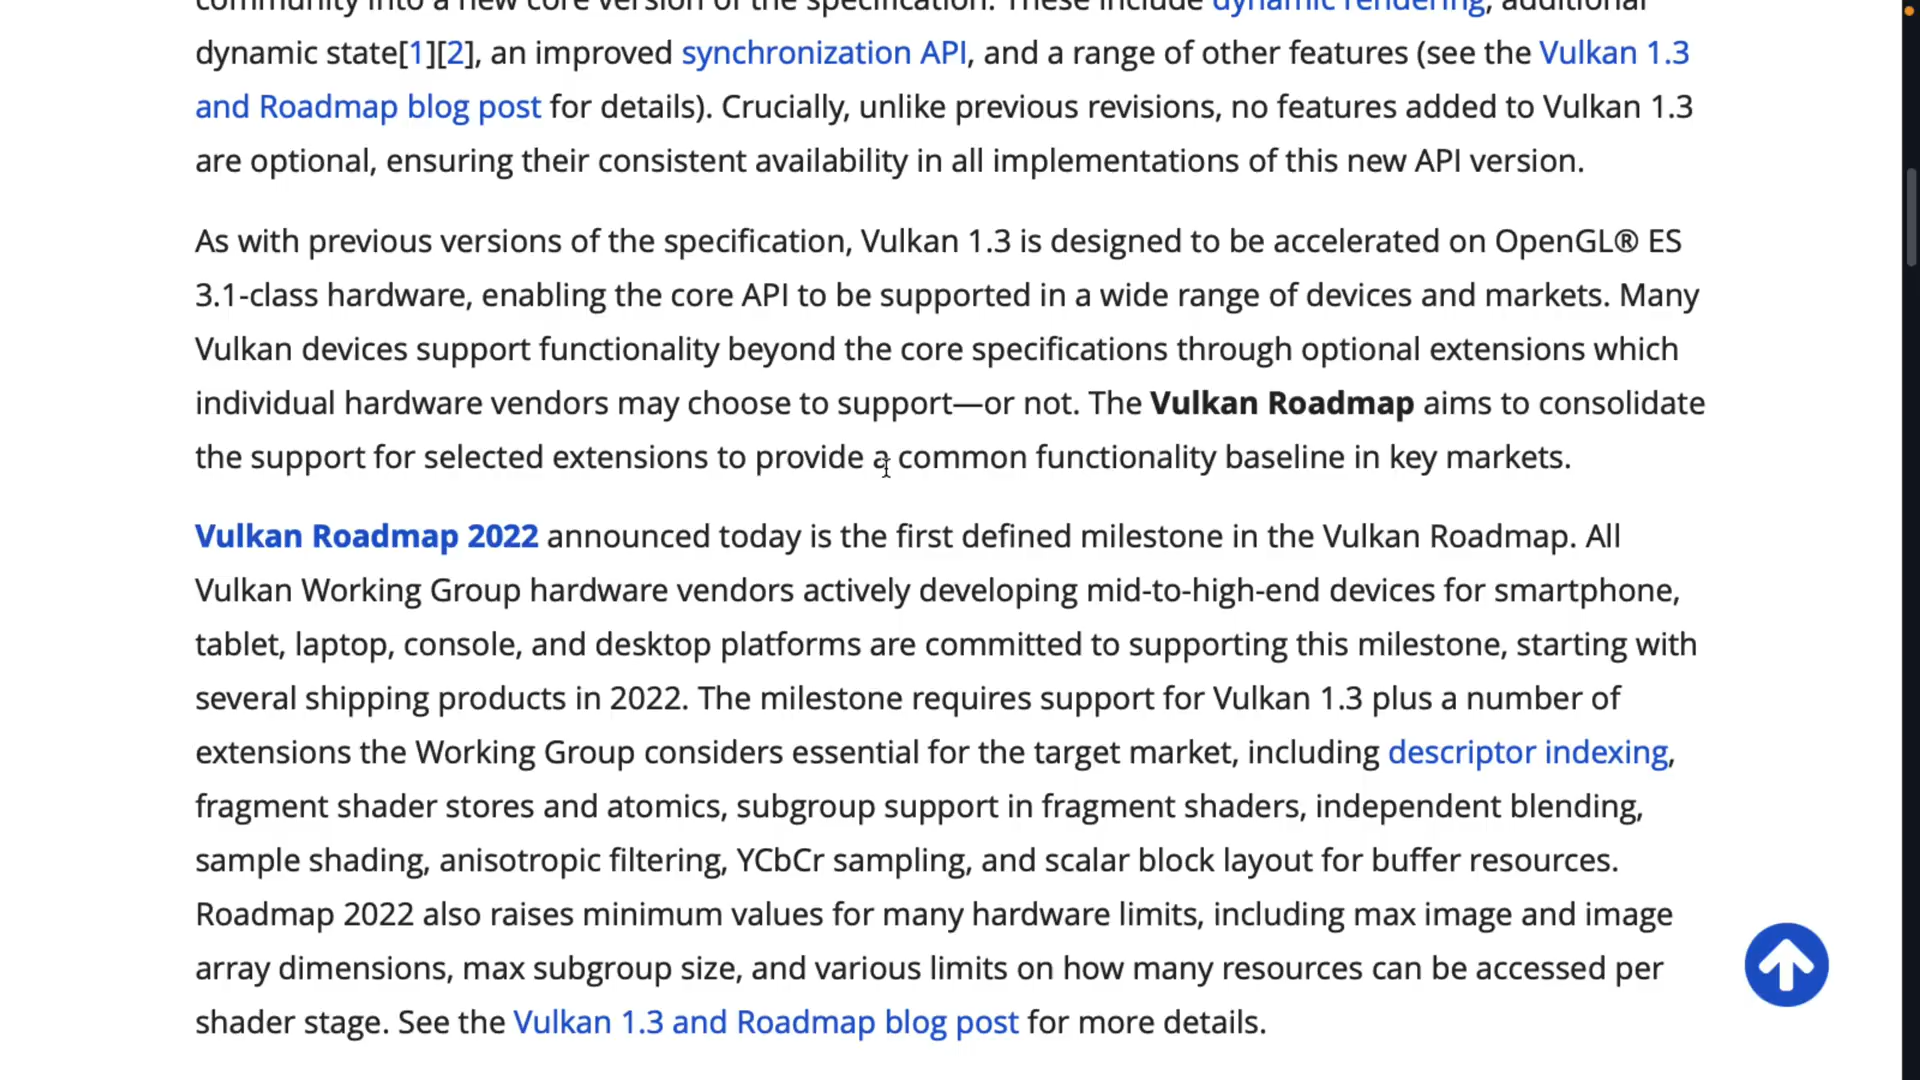 community into a new core version of the specification. These include dynamic rendering, additional
dynamic state[1][2], an improved synchronization API, and a range of other features (see the Vulkan 1.3
and Roadmap blog post for details). Crucially, unlike previous revisions, no features added to Vulkan 1.3
are optional, ensuring their consistent availability in all implementations of this new API version.
As with previous versions of the specification, Vulkan 1.3 is designed to be accelerated on OpenGL® ES
3.1-class hardware, enabling the core API to be supported in a wide range of devices and markets. Many
Vulkan devices support functionality beyond the core specifications through optional extensions which
individual hardware vendors may choose to support—or not. The Vulkan Roadmap aims to consolidate
the support for selected extensions to provide a common functionality baseline in key markets.
Vulkan Roadmap 2022 announced today is the first defined milestone in the Vulkan Roadmap. All
Vulkan Working Group hardware vendors actively developing mid-to-high-end devices for smartphone,
tablet, laptop, console, and desktop platforms are committed to supporting this milestone, starting with
several shipping products in 2022. The milestone requires support for Vulkan 1.3 plus a number of
extensions the Working Group considers essential for the target market, including descriptor indexing,
fragment shader stores and atomics, subgroup support in fragment shaders, independent blending,
sample shading, anisotropic filtering, YCbCr sampling, and scalar block layout for buffer resources.
Roadmap 2022 also raises minimum values for many hardware limits, including max image and image
array dimensions, max subgroup size, and various limits on how many resources can be accessed per
shader stage. See the Vulkan 1.3 and Roadmap blog post for more details.